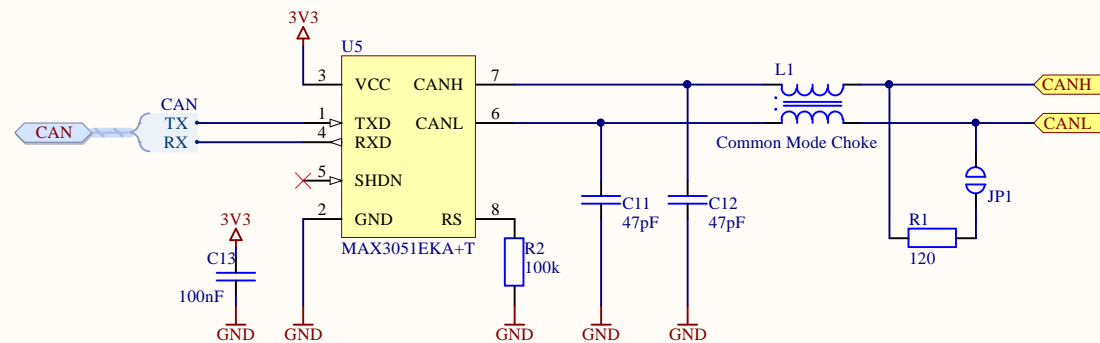 3V3
U5
L1
3
VCC
CANH
7
CANH
CAN
TX
RX
CAN
1
TXD
CANL
6
CANL
4
RXD
Common Mode Choke
5
SHDN
C11
47pF
C12
47pF
JP1
2
GND
RS
8
R1
120
3V3
MAX3051EKA+T
C13
100nF
R2
100k
GND
GND
GND
GND
GND